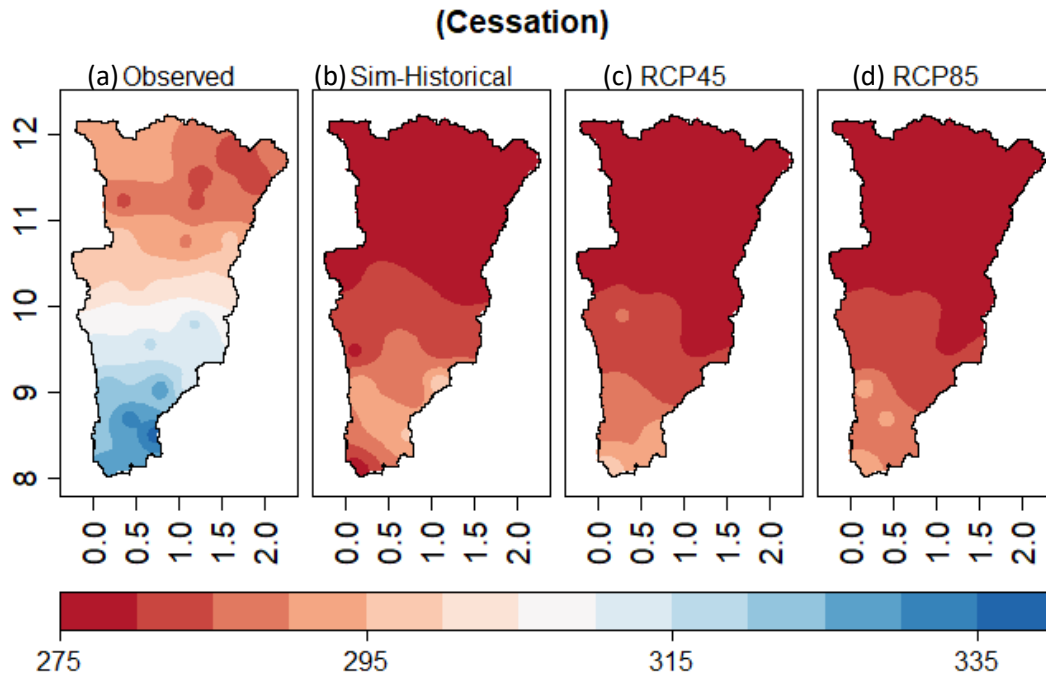 (Cessation)
(a) Observed
(b) Sim-Historical
(c) RCP45
(d) RCP85
12
11
10
9
8
0.0 0.5 1.0 1.5 2.0
0.0 0.5 1.0 1.5 2.0
0.0 0.5 1.0 1.5 2.0
0.0 0.5 1.0 1.5 2.0
275 295 315 335